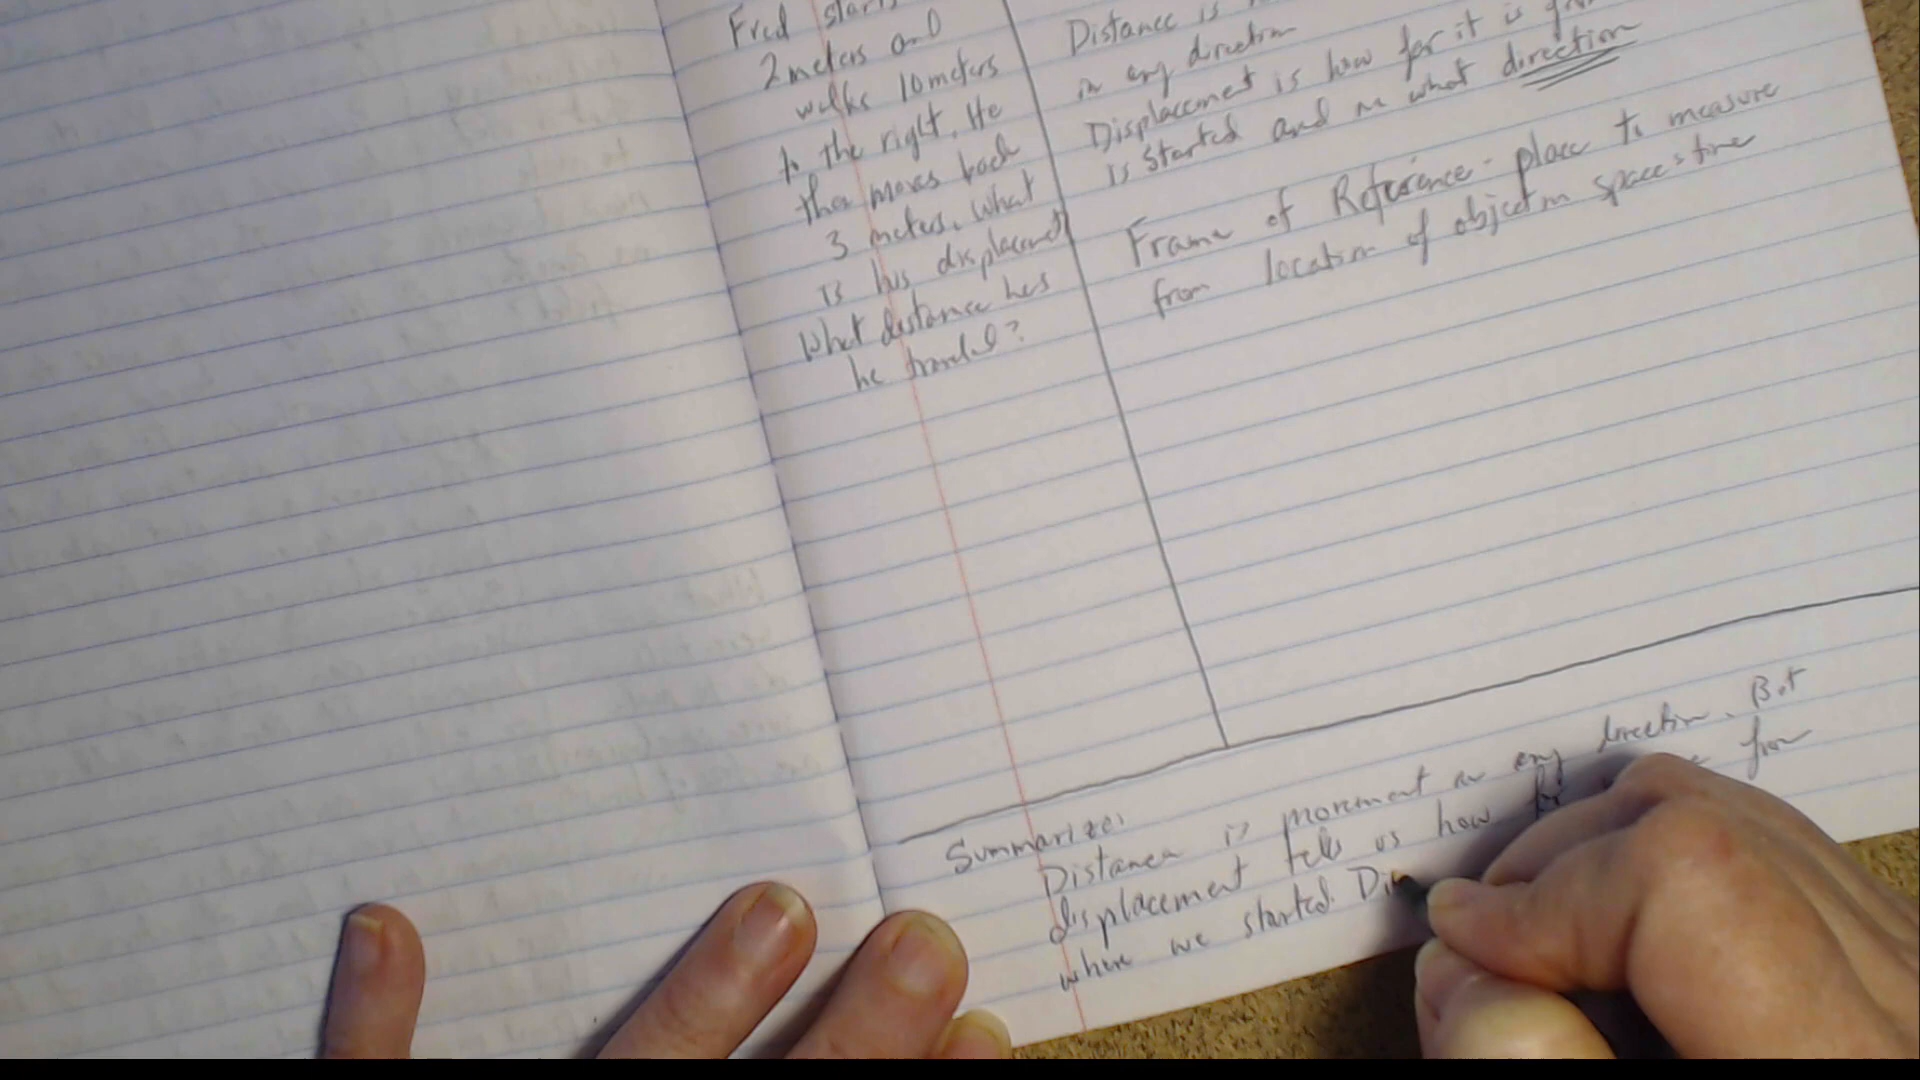 Fred starts
2 meters and
walks 10 meters
to the right. He
then moves back
3 meters. What
is his displacement
What distance has
he traveled?
Distance is
in any direction
Displacement is how far it is
is started and in what direction
Frame of Reference - place to measure
from location of object in space & time
Summarize:
Distance is movement in any direction. But
displacement tells us how from
where we started.